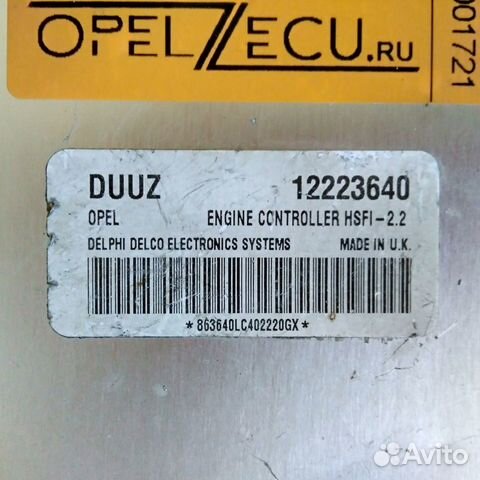 OPELZECU.RU
001721
DUUZ 12223640
OPEL ENGINE CONTROLLER HSFI-2.2
DELPHI DELCO ELECTRONICS SYSTEMS MADE IN U.K.
*863640LC402220GX*
Avito